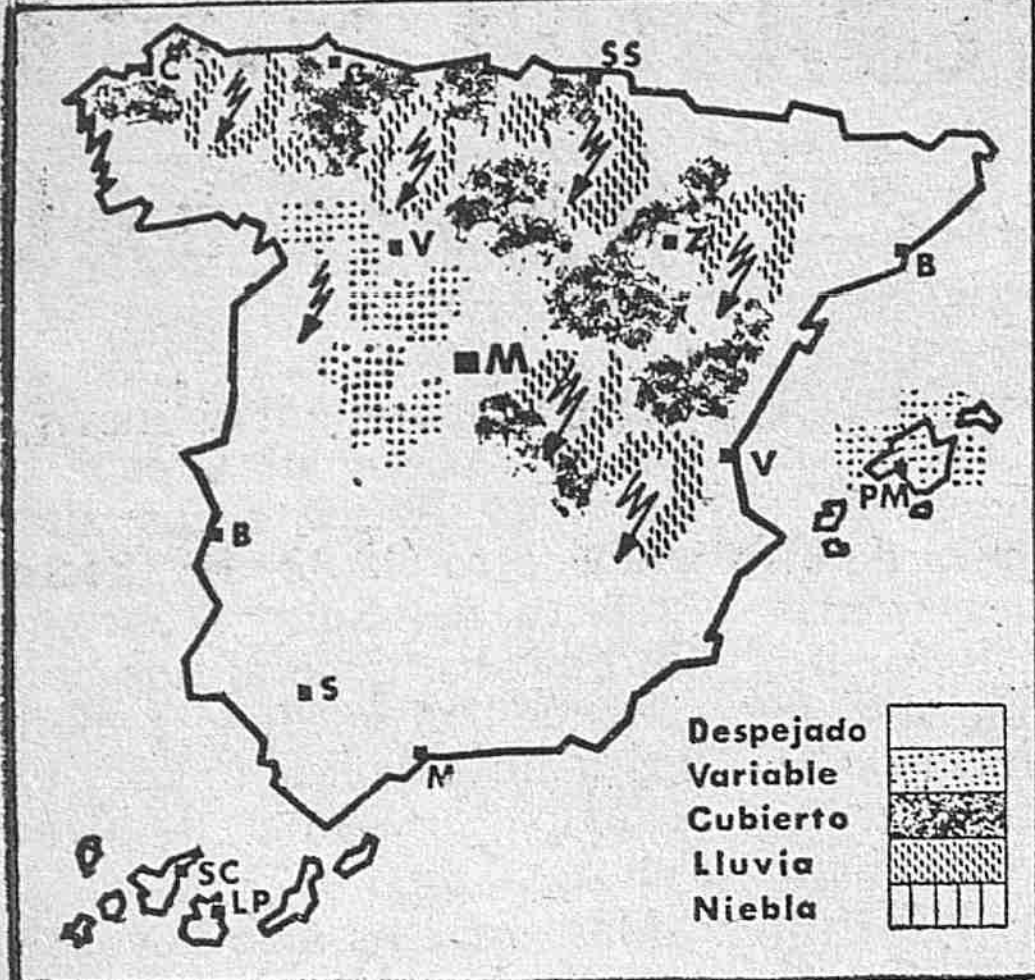 SS
C
G
V
Z
B
M
V
PM
B
S
M
Despejado
Variable
Cubierto
Lluvia
Niebla
SC
LP